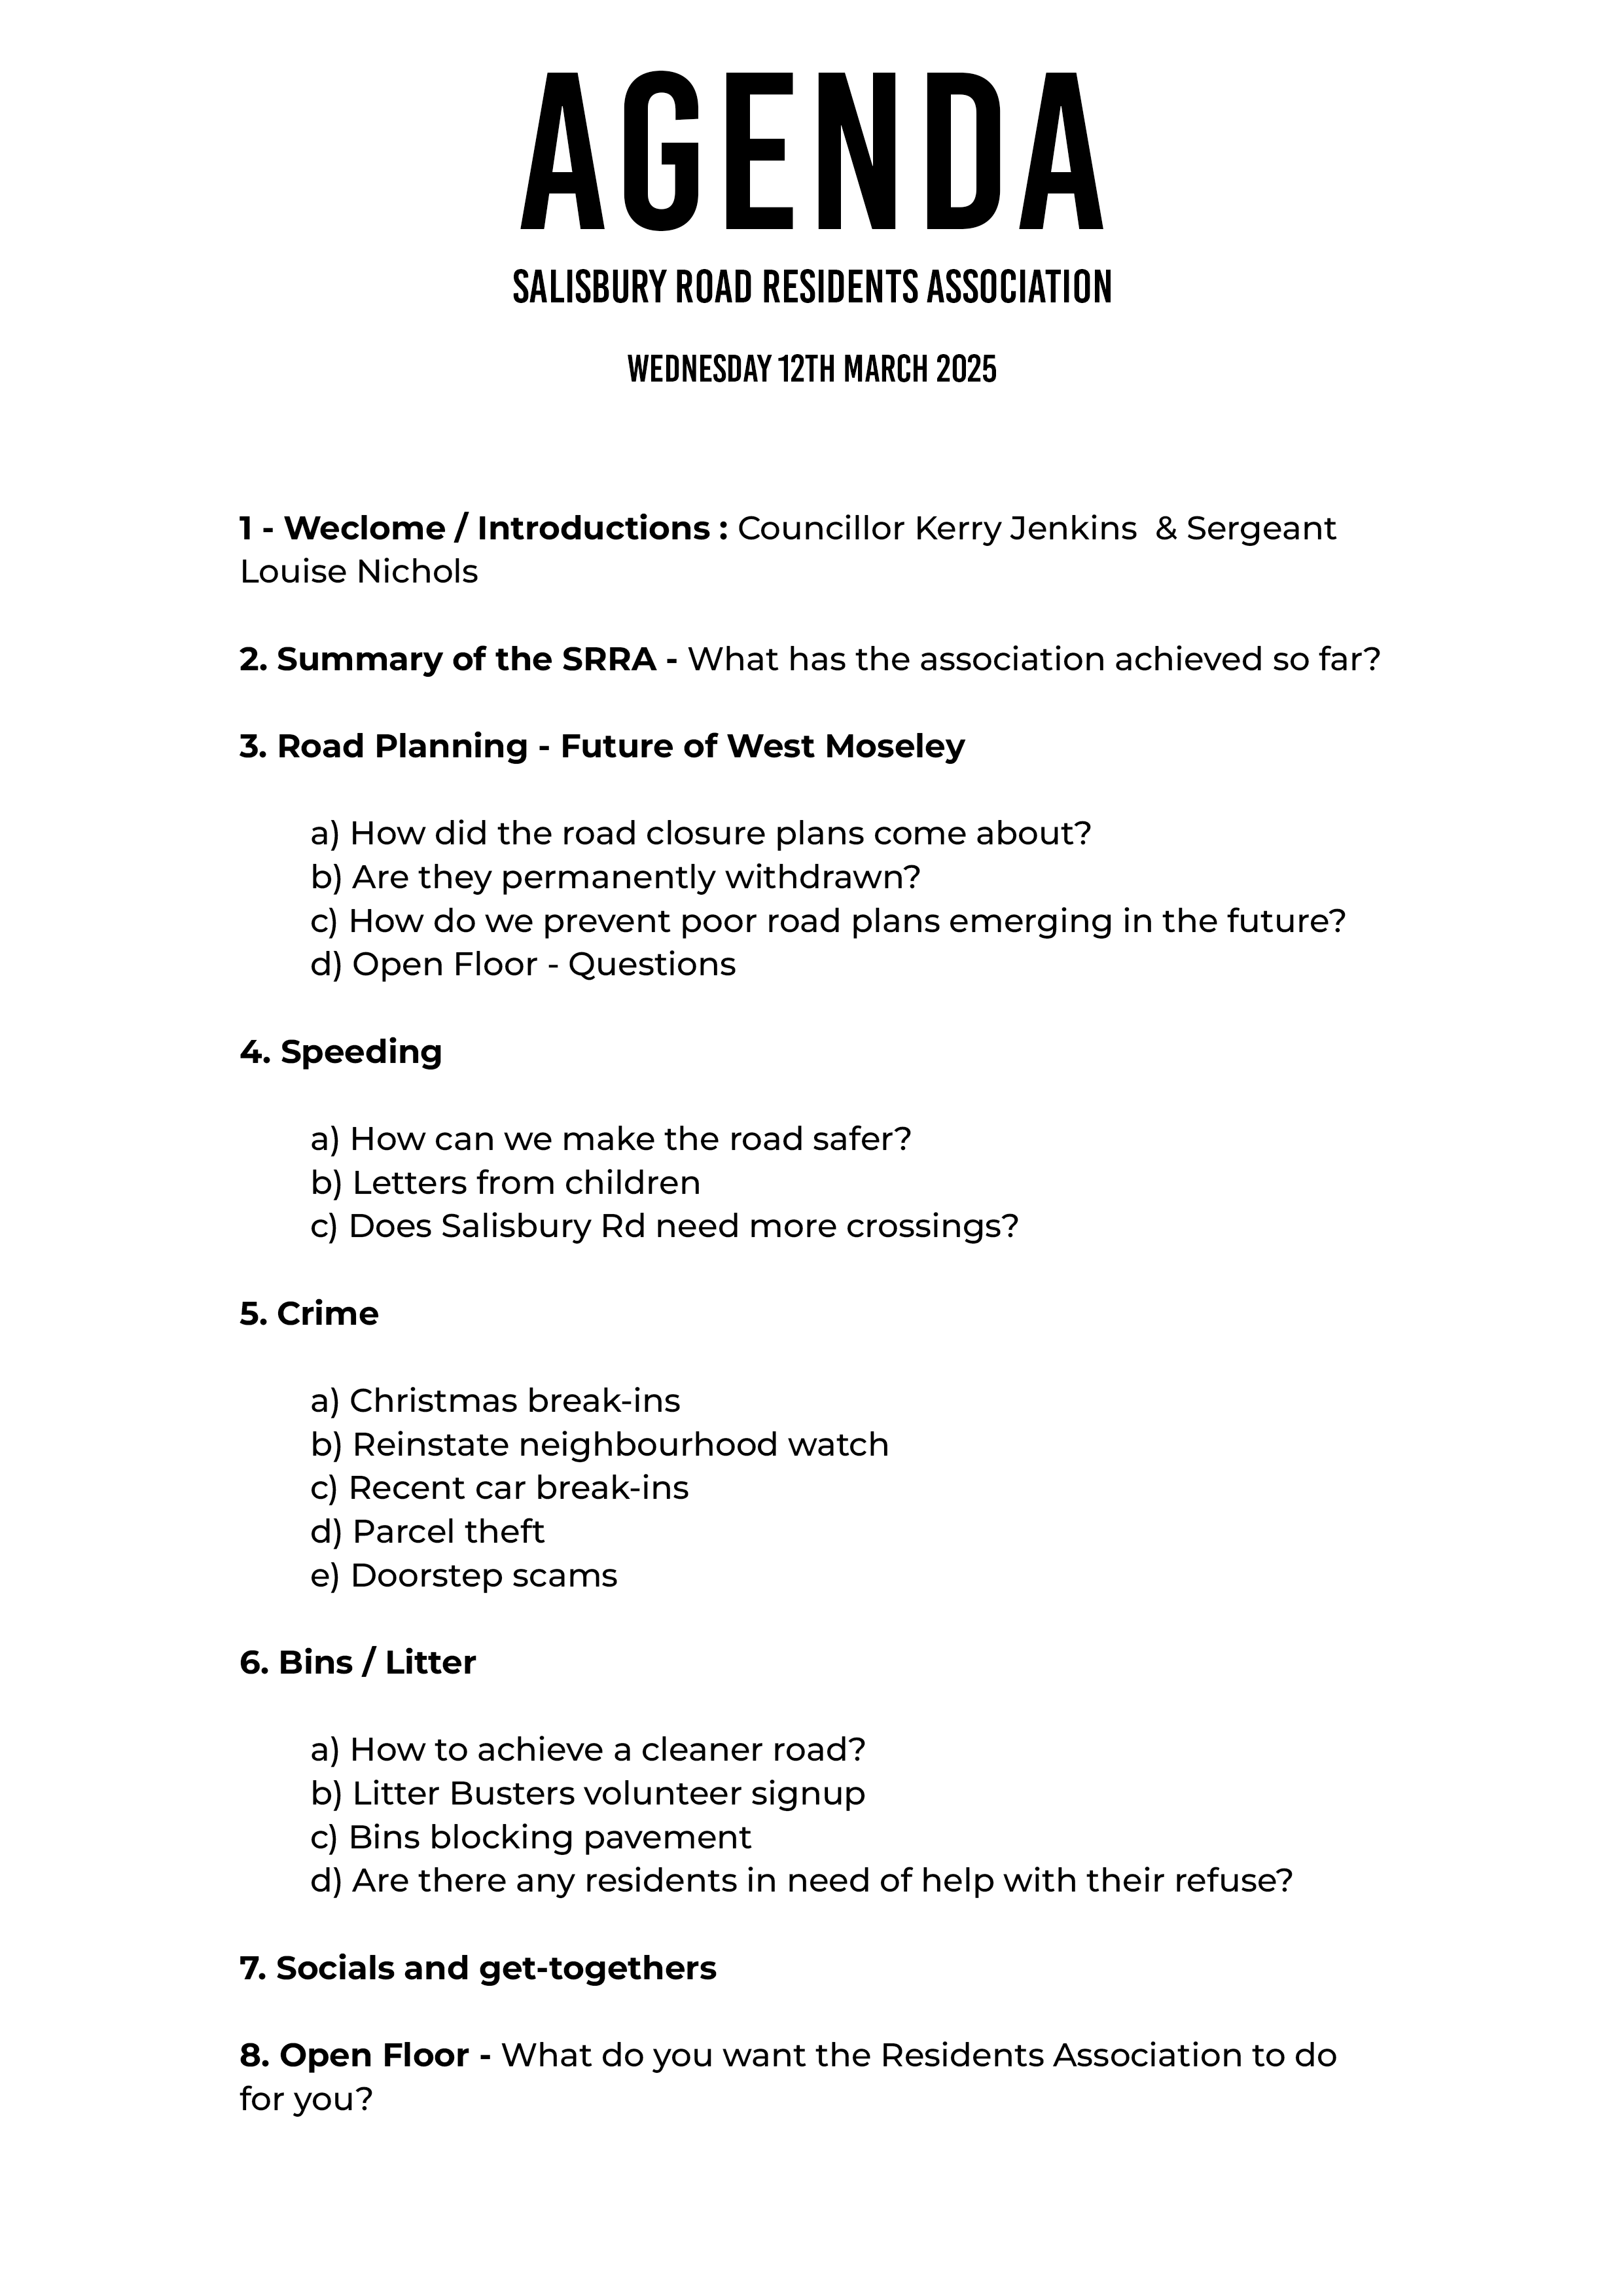 AGENDA
SALISBURY ROAD RESIDENTS ASSOCIATION
WEDNESDAY 12TH MARCH 2025
1 - Weclome / Introductions : Councillor Kerry Jenkins  & Sergeant
Louise Nichols
2. Summary of the SRRA - What has the association achieved so far?
3. Road Planning - Future of West Moseley
a) How did the road closure plans come about?
b) Are they permanently withdrawn?
c) How do we prevent poor road plans emerging in the future?
d) Open Floor - Questions
4. Speeding
a) How can we make the road safer?
b) Letters from children
c) Does Salisbury Rd need more crossings?
5. Crime
a) Christmas break-ins
b) Reinstate neighbourhood watch
c) Recent car break-ins
d) Parcel theft
e) Doorstep scams
6. Bins / Litter
a) How to achieve a cleaner road?
b) Litter Busters volunteer signup
c) Bins blocking pavement
d) Are there any residents in need of help with their refuse?
7. Socials and get-togethers
8. Open Floor - What do you want the Residents Association to do
for you?